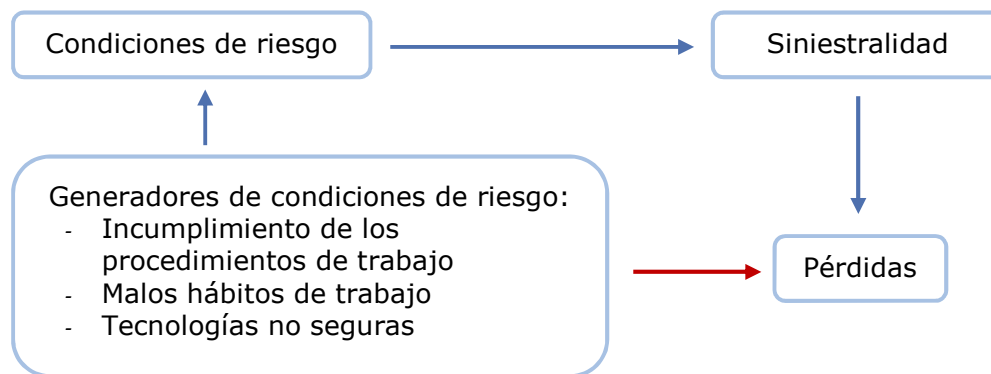 Condiciones de riesgo
Siniestralidad
Generadores de condiciones de riesgo:
- Incumplimiento de los
procedimientos de trabajo
- Malos hábitos de trabajo
- Tecnologías no seguras
Pérdidas